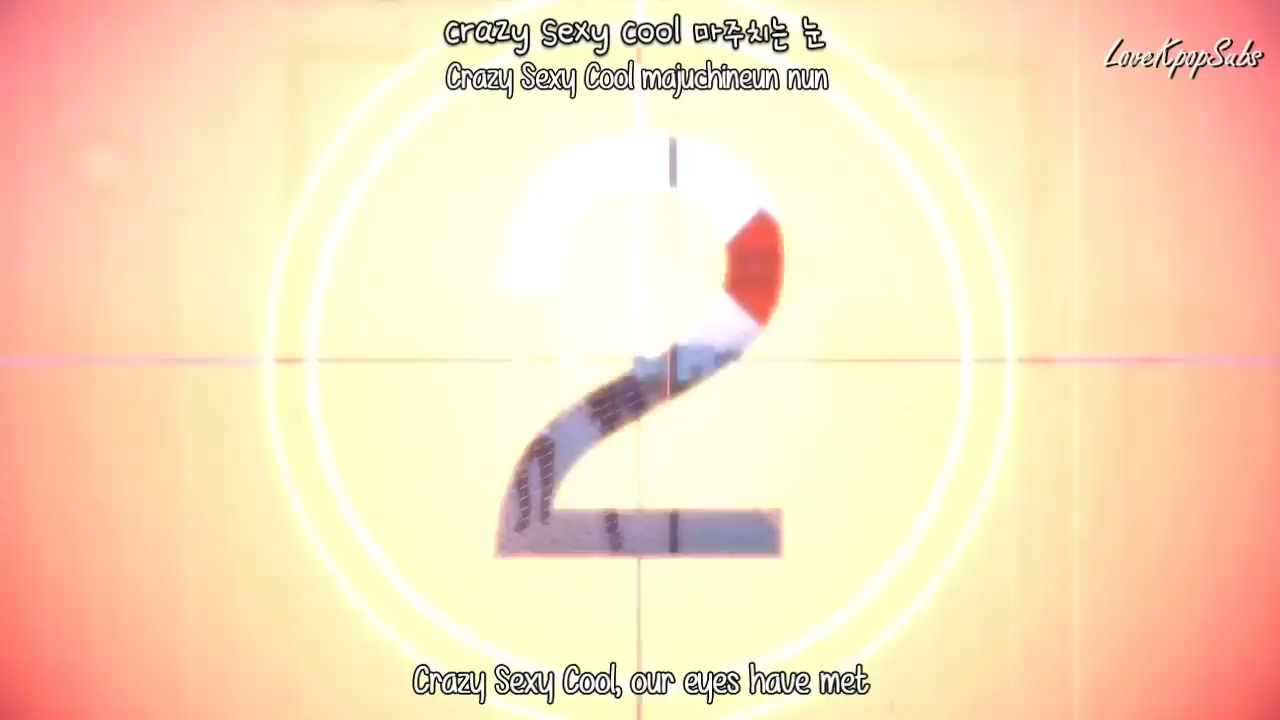 crazy sexy cool 마주치는 눈
Crazy Sexy Cool majuchineun nun
LoveKpopSubs
2
Crazy Sexy Cool, our eyes have met